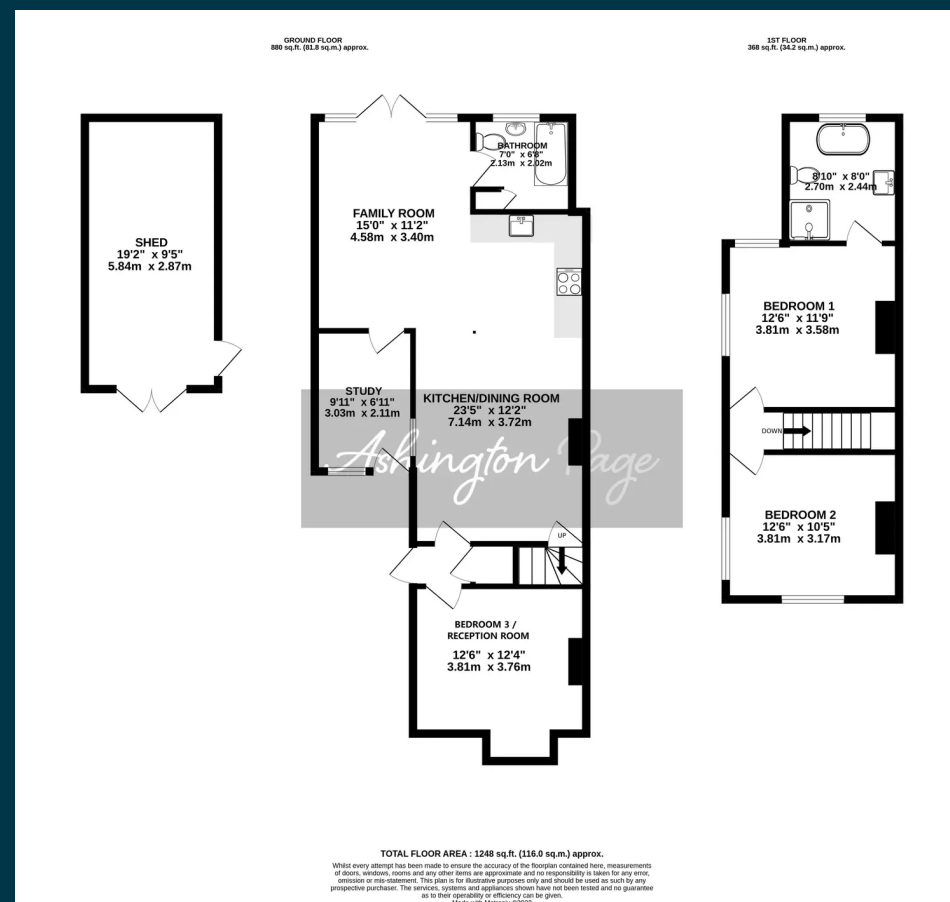 GROUND FLOOR
880 sq.ft. (81.8 sq.m.) approx.
1ST FLOOR
368 sq.ft. (34.2 sq.m.) approx.
BATHROOM
7'0" x 6'8"
2.13m x 2.02m
8'10" x 8'0"
2.70m x 2.44m
FAMILY ROOM
15'0" x 11'2"
4.58m x 3.40m
SHED
19'2" x 9'5"
5.84m x 2.87m
BEDROOM 1
12'6" x 11'9"
3.81m x 3.58m
STUDY
9'11" x 6'11"
3.03m x 2.11m
KITCHEN/DINING ROOM
23'5" x 12'2"
7.14m x 3.72m
DOWN
Ashington Page
BEDROOM 2
12'6" x 10'5"
3.81m x 3.17m
UP
BEDROOM 3 /
RECEPTION ROOM
12'6" x 12'4"
3.81m x 3.76m
TOTAL FLOOR AREA : 1248 sq.ft. (116.0 sq.m.) approx.
Whilst every attempt has been made to ensure the accuracy of the floorplan contained here, measurements
of doors, windows, rooms and any other items are approximate and no responsibility is taken for any error,
omission or mis-statement. This plan is for illustrative purposes only and should be used as such by any
prospective purchaser. The services, systems and appliances shown have not been tested and no guarantee
as to their operability or efficiency can be given.
Made with Metropix